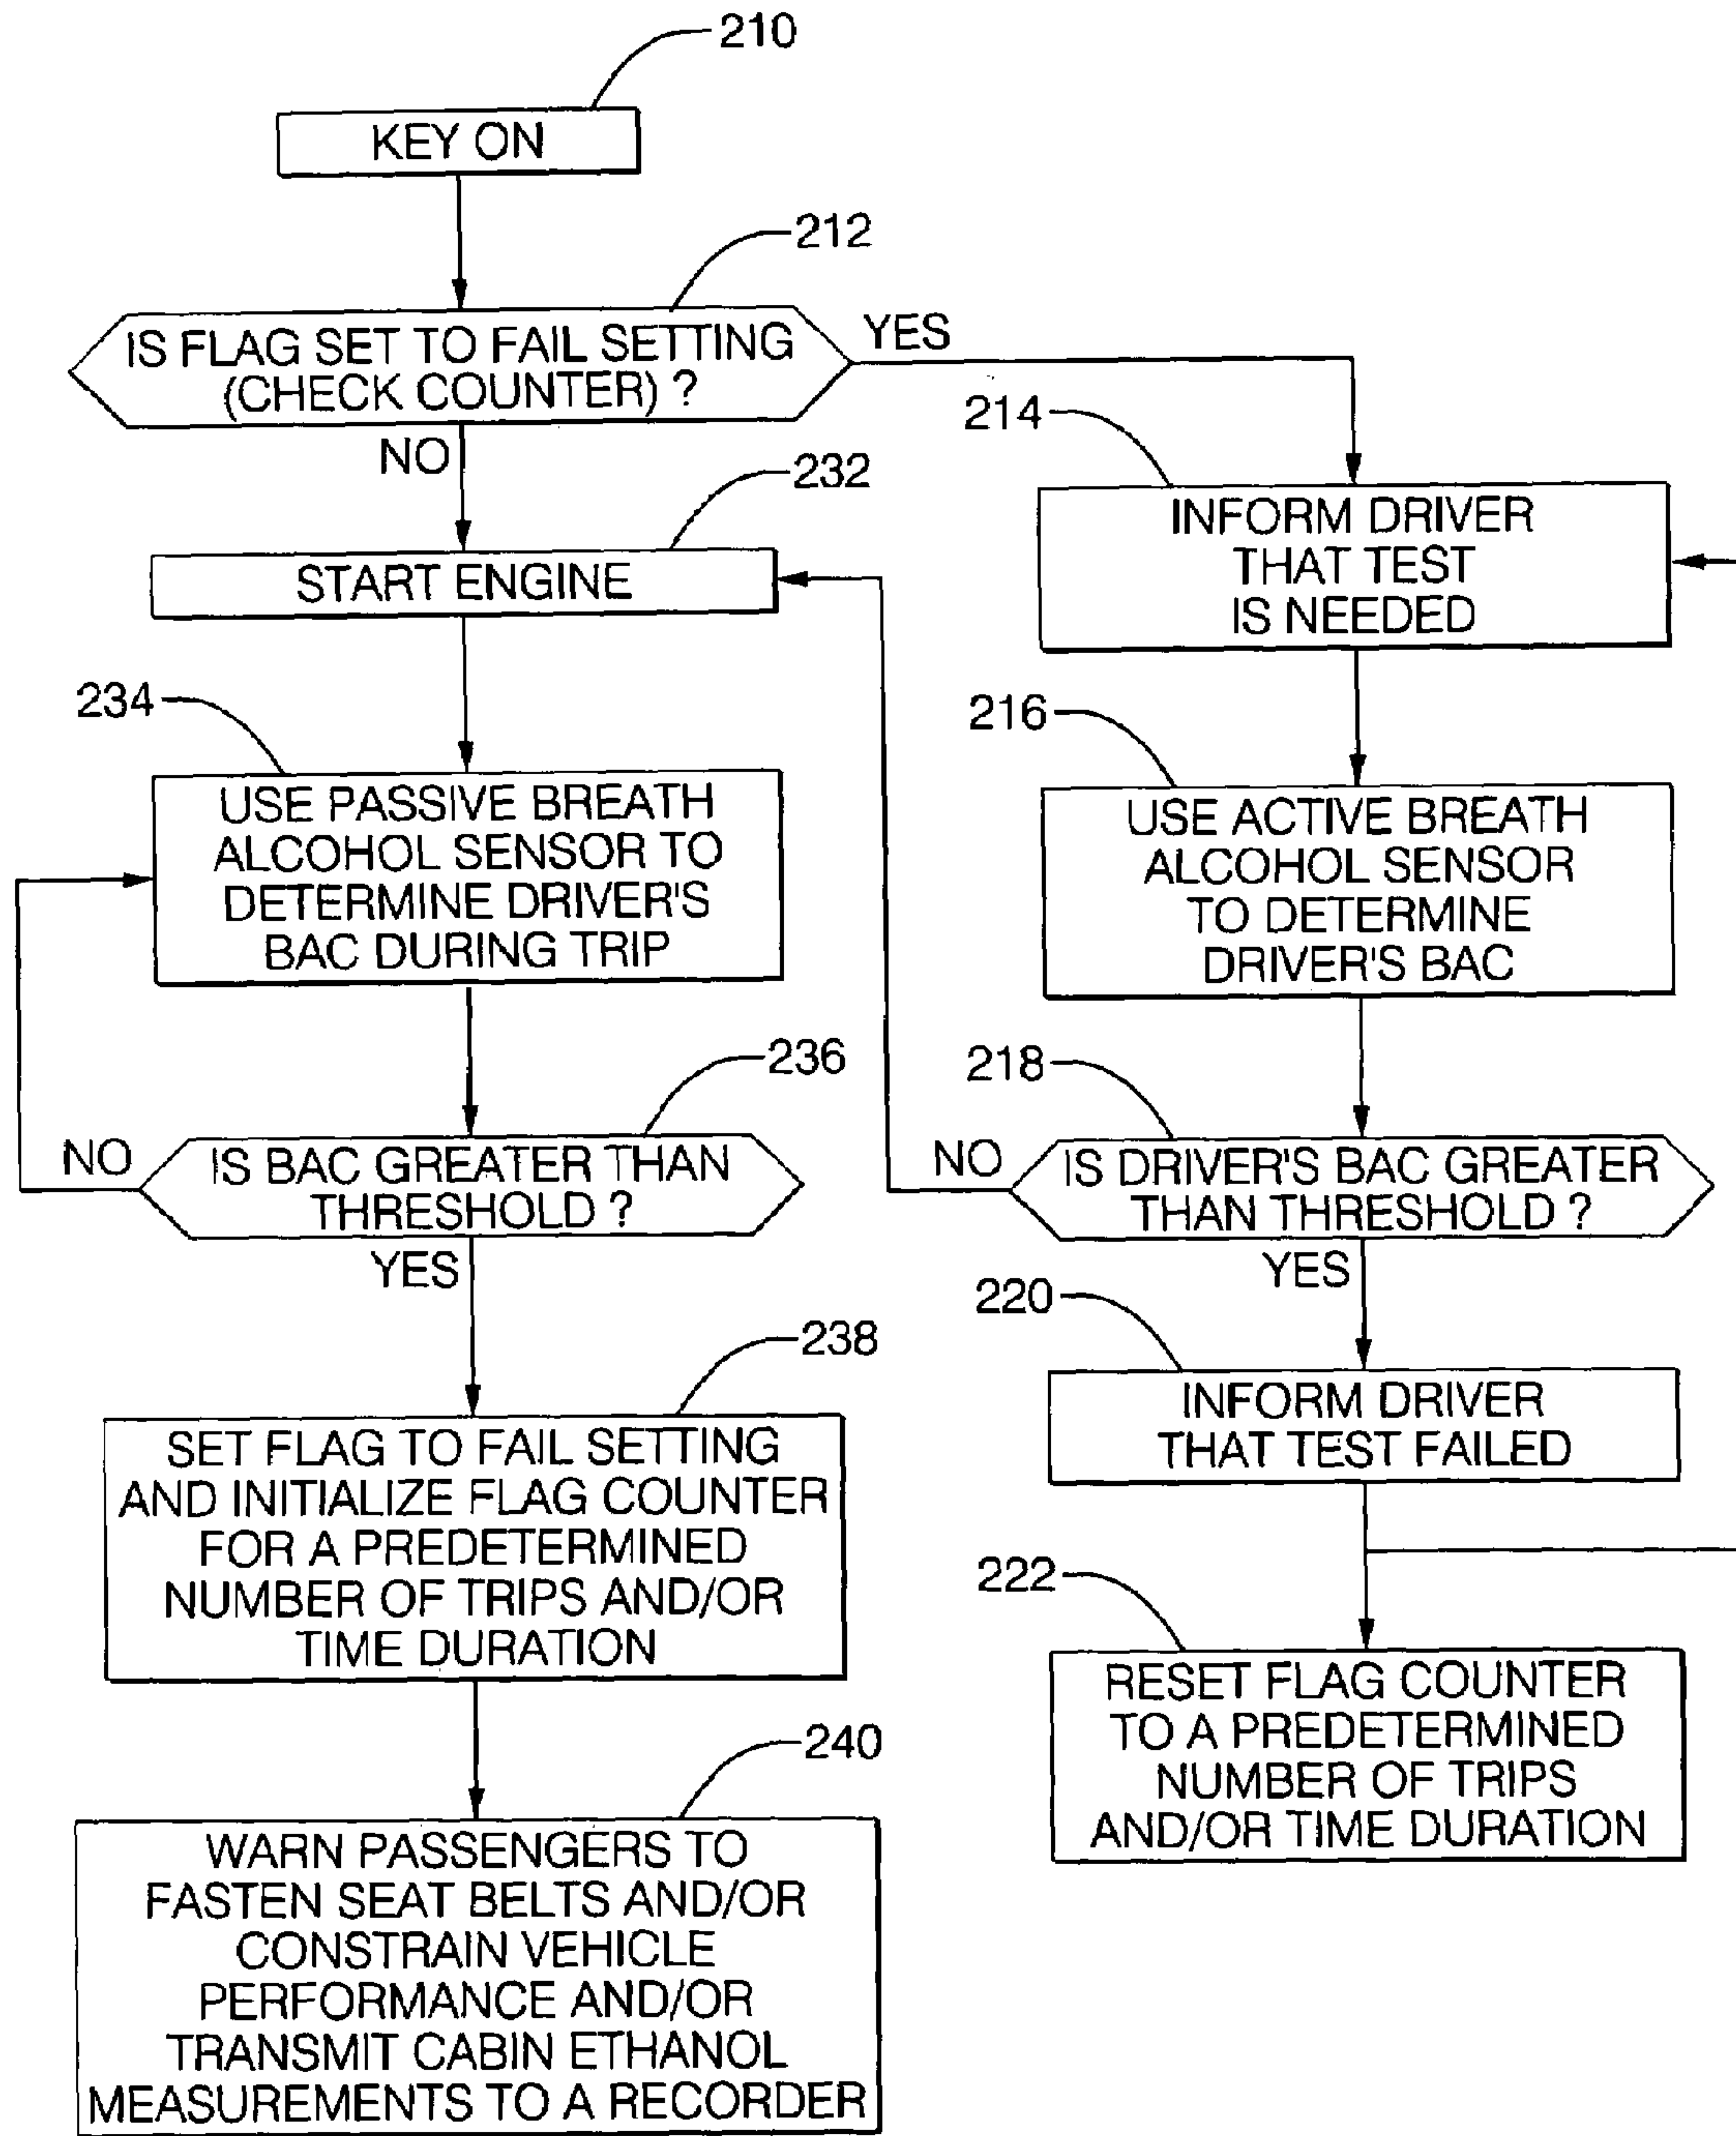 210
KEY ON
212
IS FLAG SET TO FAIL SETTING
(CHECK COUNTER) ?
YES
NO
232
START ENGINE
234
USE PASSIVE BREATH
ALCOHOL SENSOR TO
DETERMINE DRIVER'S
BAC DURING TRIP
236
NO
IS BAC GREATER THAN
THRESHOLD ?
YES
238
SET FLAG TO FAIL SETTING
AND INITIALIZE FLAG COUNTER
FOR A PREDETERMINED
NUMBER OF TRIPS AND/OR
TIME DURATION
240
WARN PASSENGERS TO
FASTEN SEAT BELTS AND/OR
CONSTRAIN VEHICLE
PERFORMANCE AND/OR
TRANSMIT CABIN ETHANOL
MEASUREMENTS TO A RECORDER
214
INFORM DRIVER
THAT TEST
IS NEEDED
216
USE ACTIVE BREATH
ALCOHOL SENSOR
TO DETERMINE
DRIVER'S BAC
218
NO
IS DRIVER'S BAC GREATER
THAN THRESHOLD ?
YES
220
INFORM DRIVER
THAT TEST FAILED
222
RESET FLAG COUNTER
TO A PREDETERMINED
NUMBER OF TRIPS
AND/OR TIME DURATION